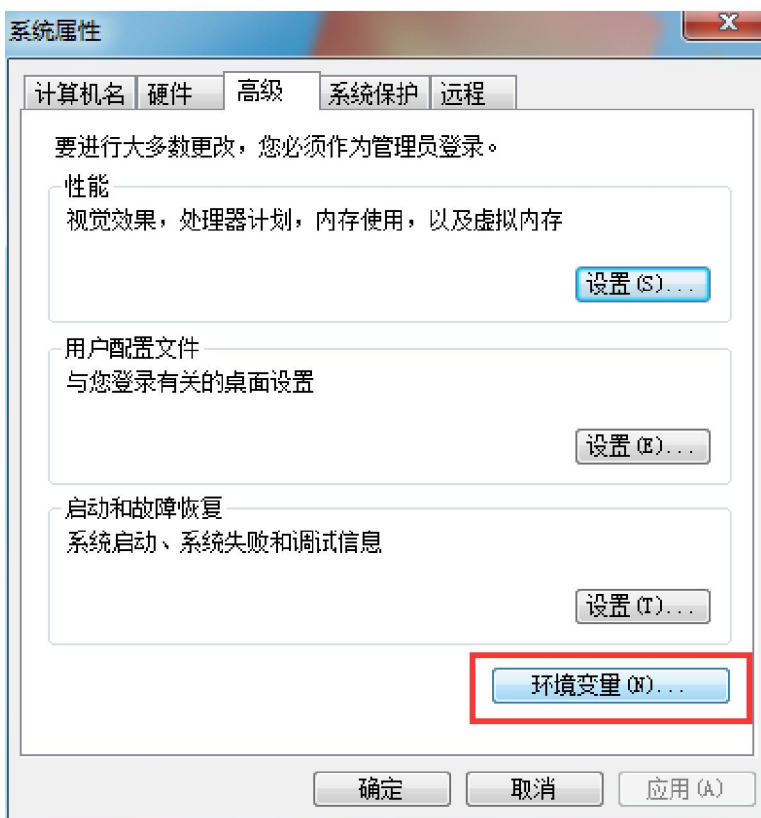 系统属性
计算机名 硬件 高级 系统保护 远程
要进行大多数更改，您必须作为管理员登录。
性能
视觉效果，处理器计划，内存使用，以及虚拟内存
设置(S)...
用户配置文件
与您登录有关的桌面设置
设置(E)...
启动和故障恢复
系统启动、系统失败和调试信息
设置(T)...
环境变量(N)...
确定 取消 应用(A)